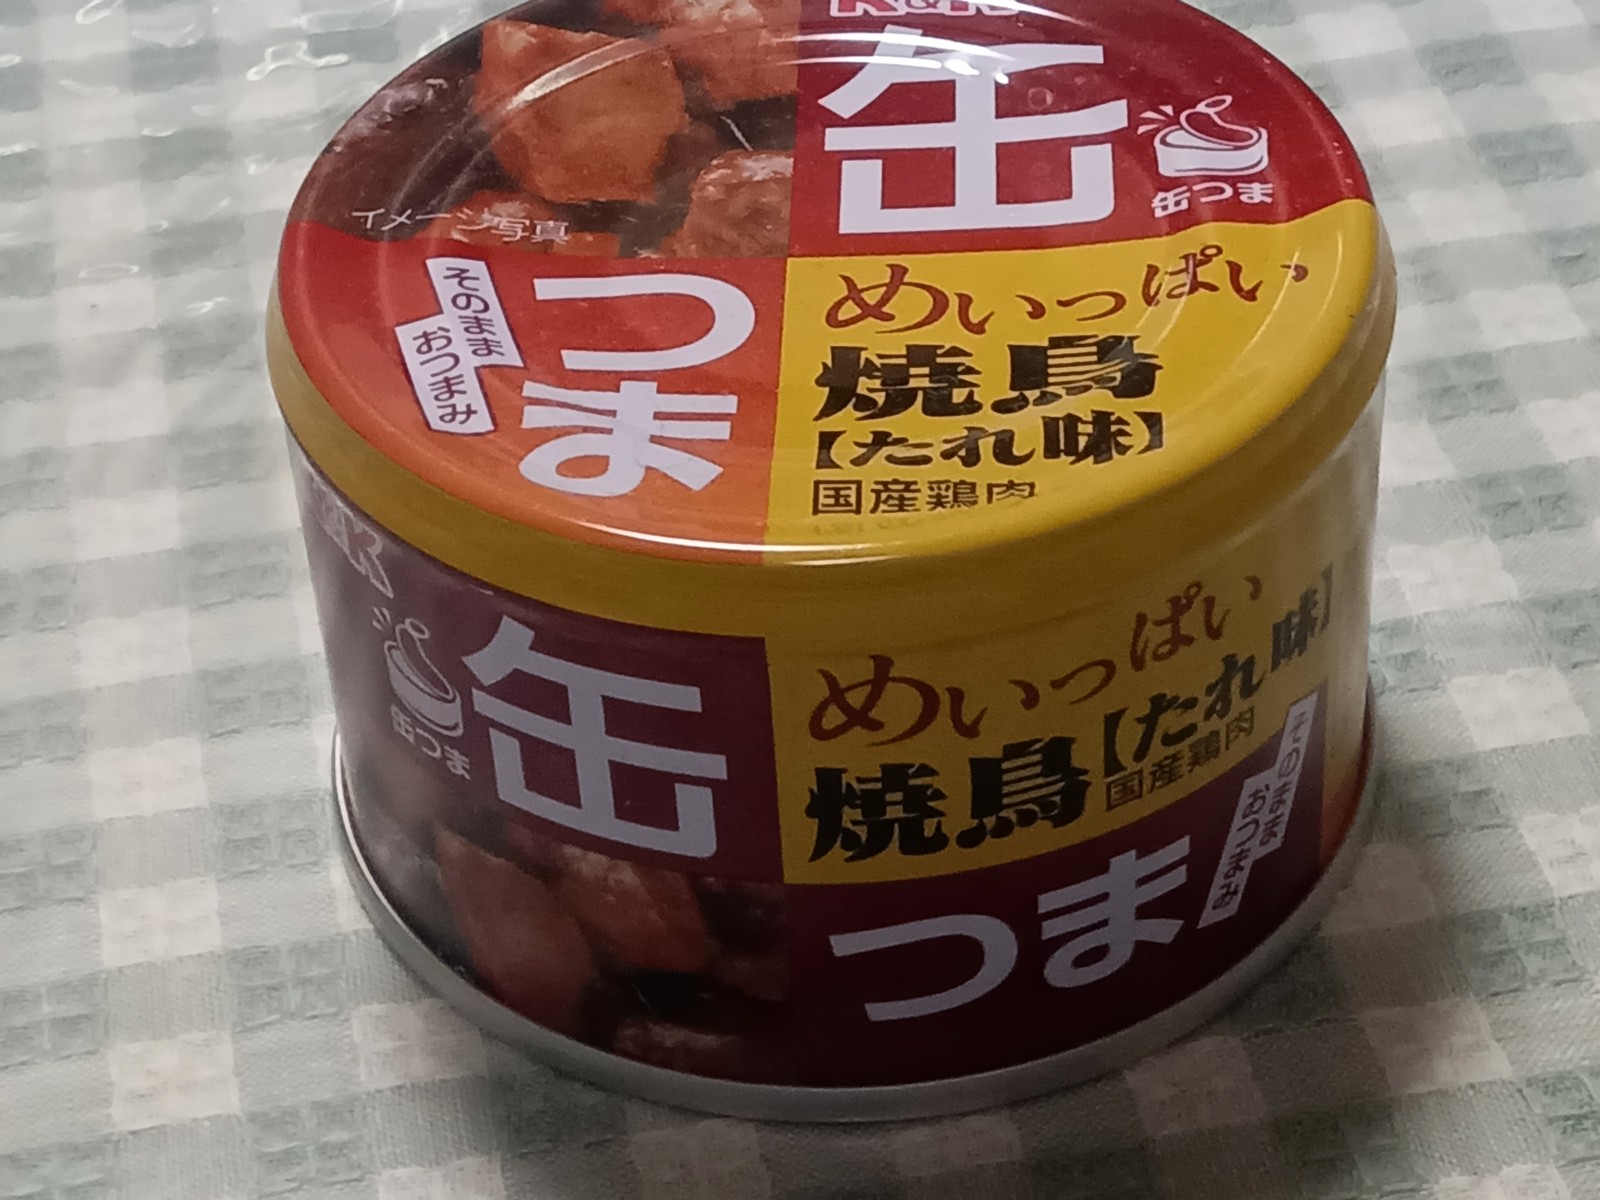 K&K
缶
缶つま
イメージ写真
つま
そのまま
おつまみ
めいっぱい
焼鳥
【たれ味】
国産鶏肉
K&K
缶つま
缶
めいっぱい
焼鳥【たれ味】
国産鶏肉
つま
そのまま
おつまみ